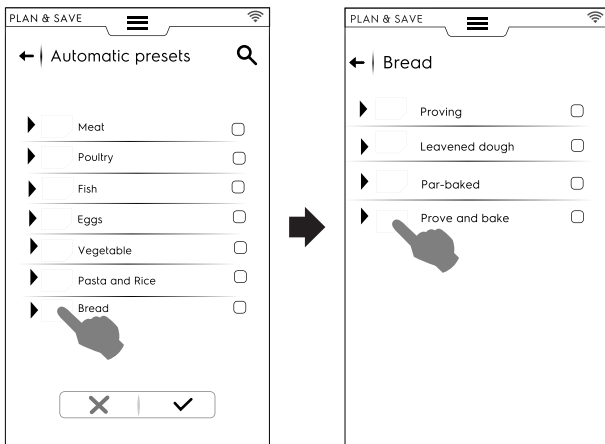 PLAN & SAVE
Automatic presets
Meat
Poultry
Fish
Eggs
Vegetable
Pasta and Rice
Bread
PLAN & SAVE
Bread
Proving
Leavened dough
Par-baked
Prove and bake